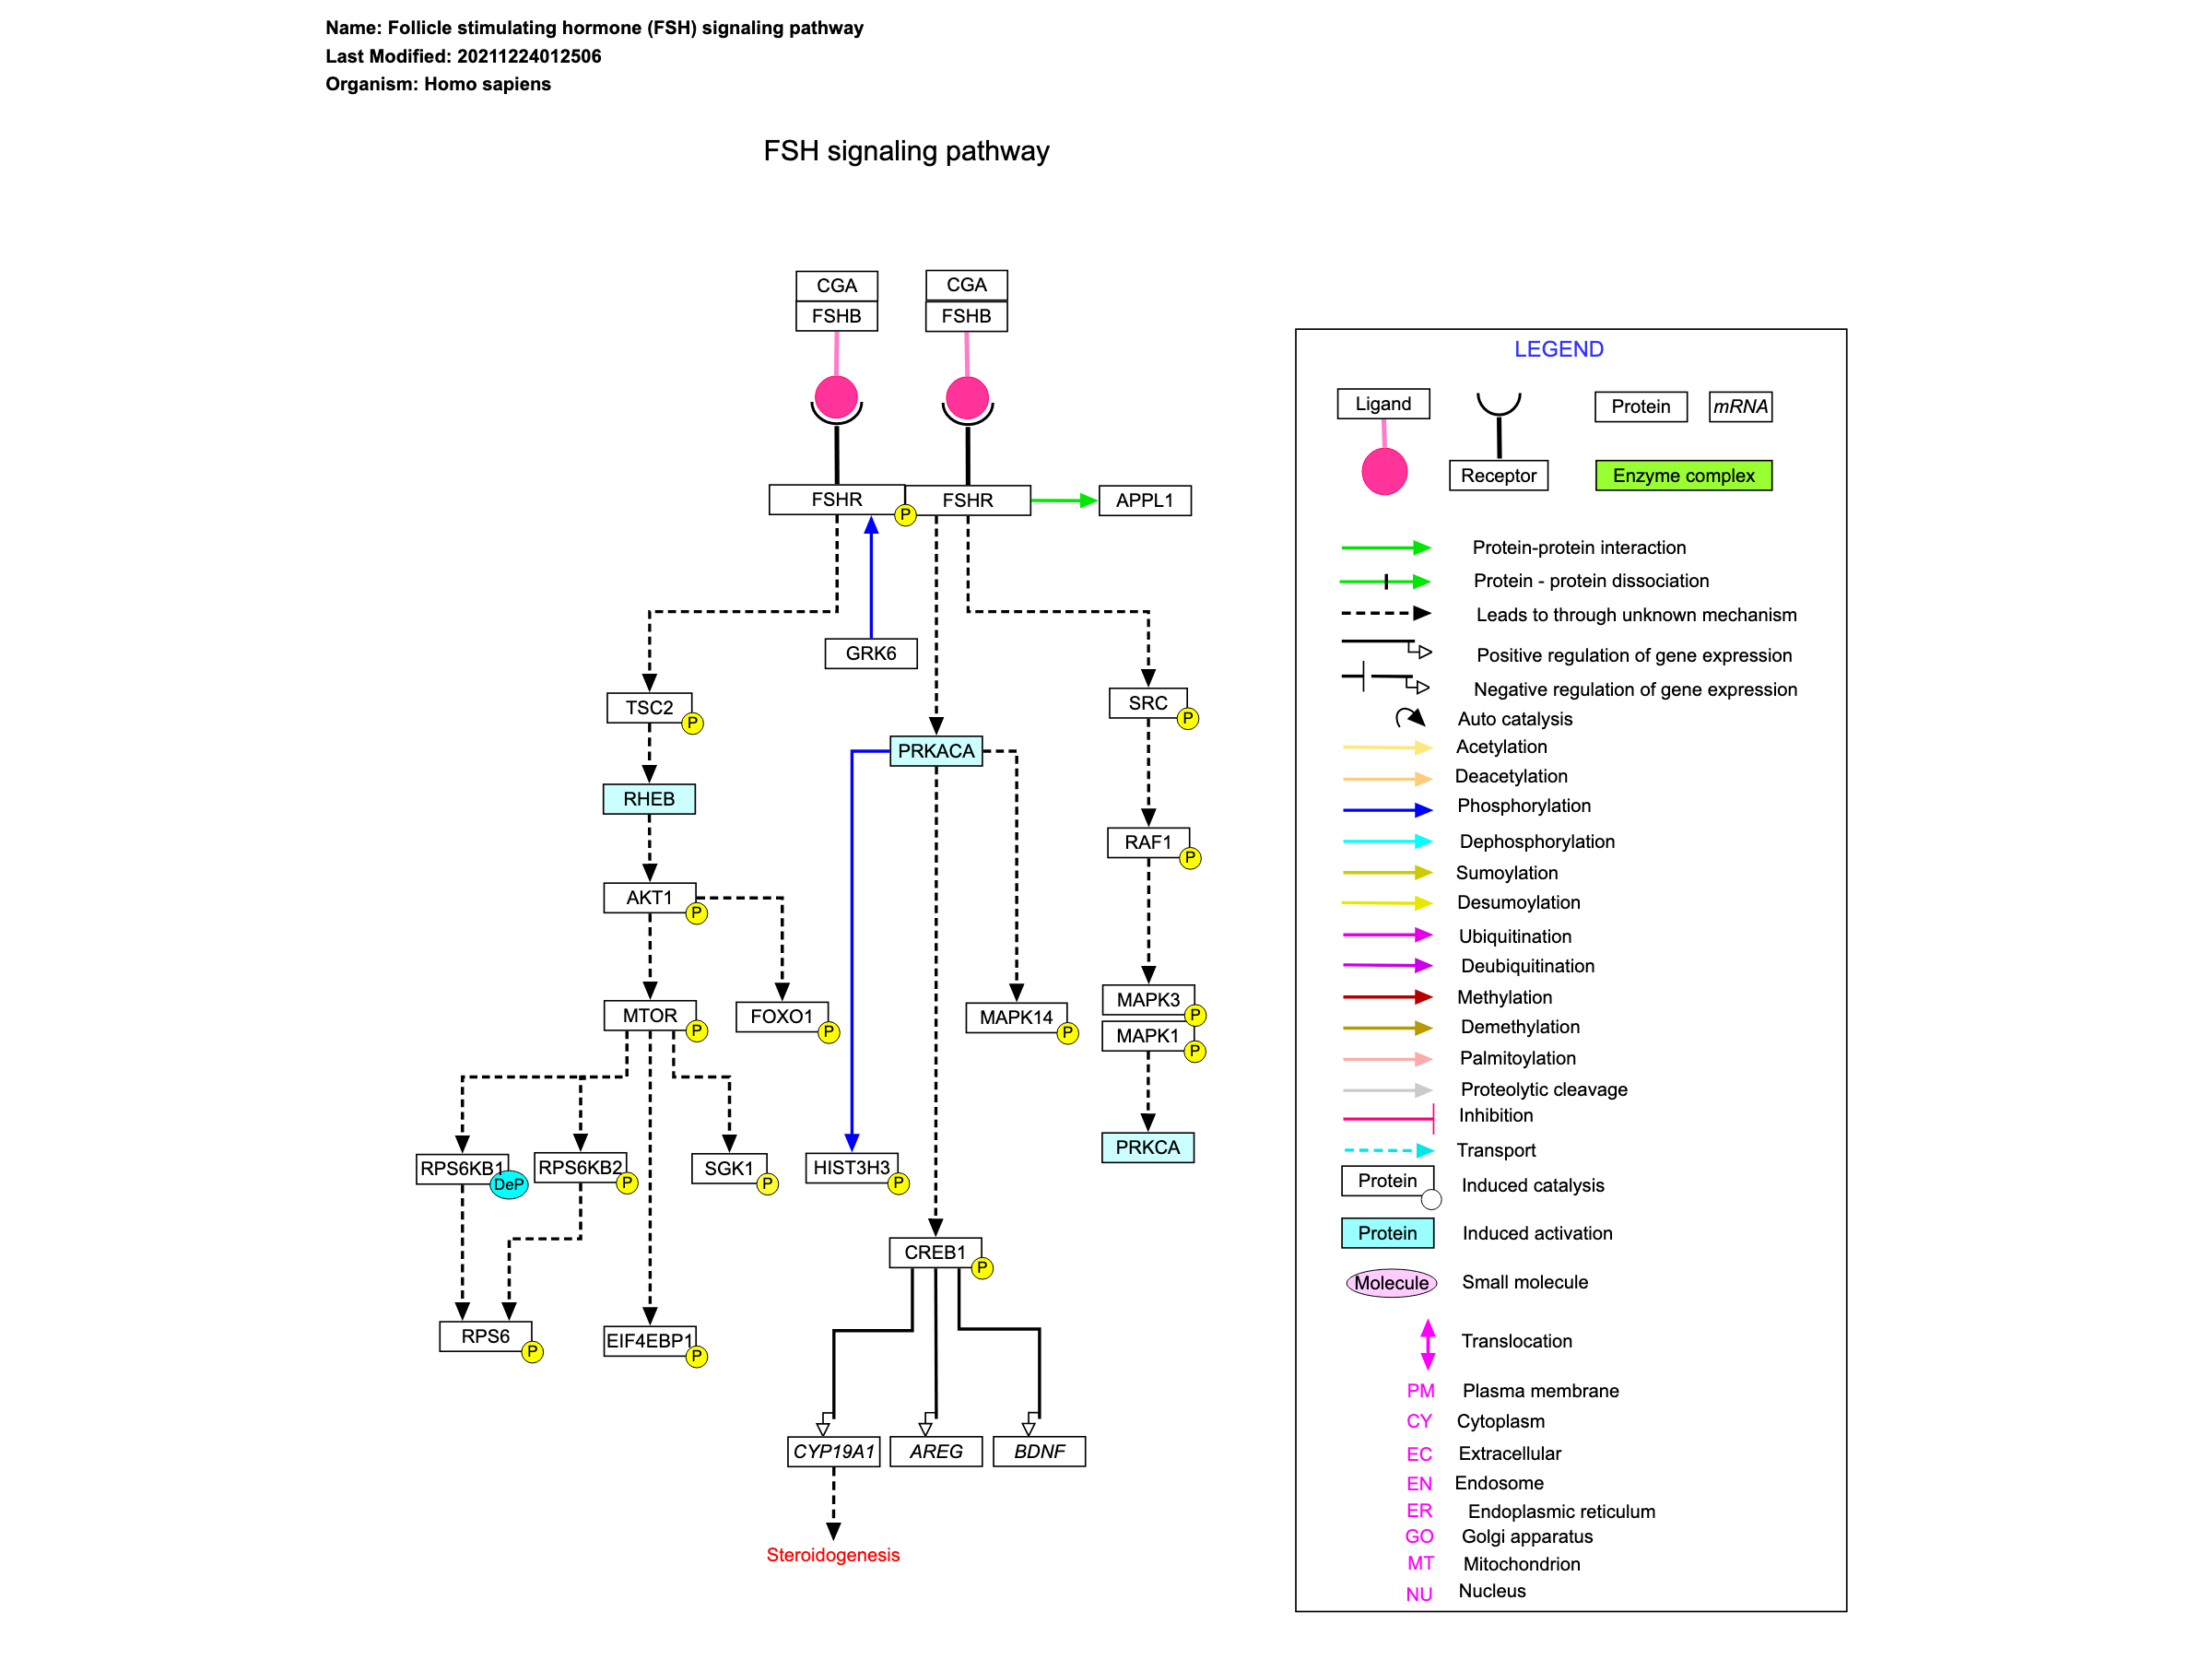 Name: Follicle stimulating hormone (FSH) signaling pathway
Last Modified: 20211224012506
Organism: Homo sapiens
FSH signaling pathway
CGA
FSHB
CGA
FSHB
FSHR
P
FSHR
APPL1
GRK6
TSC2
P
SRC
P
PRKACA
RHEB
RAF1
P
AKT1
P
MTOR
P
FOXO1
P
MAPK14
P
MAPK3
P
MAPK1
P
PRKCA
RPS6KB1
DeP
RPS6KB2
P
SGK1
P
HIST3H3
P
CREB1
P
RPS6
P
EIF4EBP1
P
CYP19A1
AREG
BDNF
Steroidogenesis
LEGEND
Ligand
Receptor
Protein
mRNA
Enzyme complex
Protein-protein interaction
Protein - protein dissociation
Leads to through unknown mechanism
Positive regulation of gene expression
Negative regulation of gene expression
Auto catalysis
Acetylation
Deacetylation
Phosphorylation
Dephosphorylation
Sumoylation
Desumoylation
Ubiquitination
Deubiquitination
Methylation
Demethylation
Palmitoylation
Proteolytic cleavage
Inhibition
Transport
Protein Induced catalysis
Protein Induced activation
Molecule Small molecule
Translocation
PM Plasma membrane
CY Cytoplasm
EC Extracellular
EN Endosome
ER Endoplasmic reticulum
GO Golgi apparatus
MT Mitochondrion
NU Nucleus